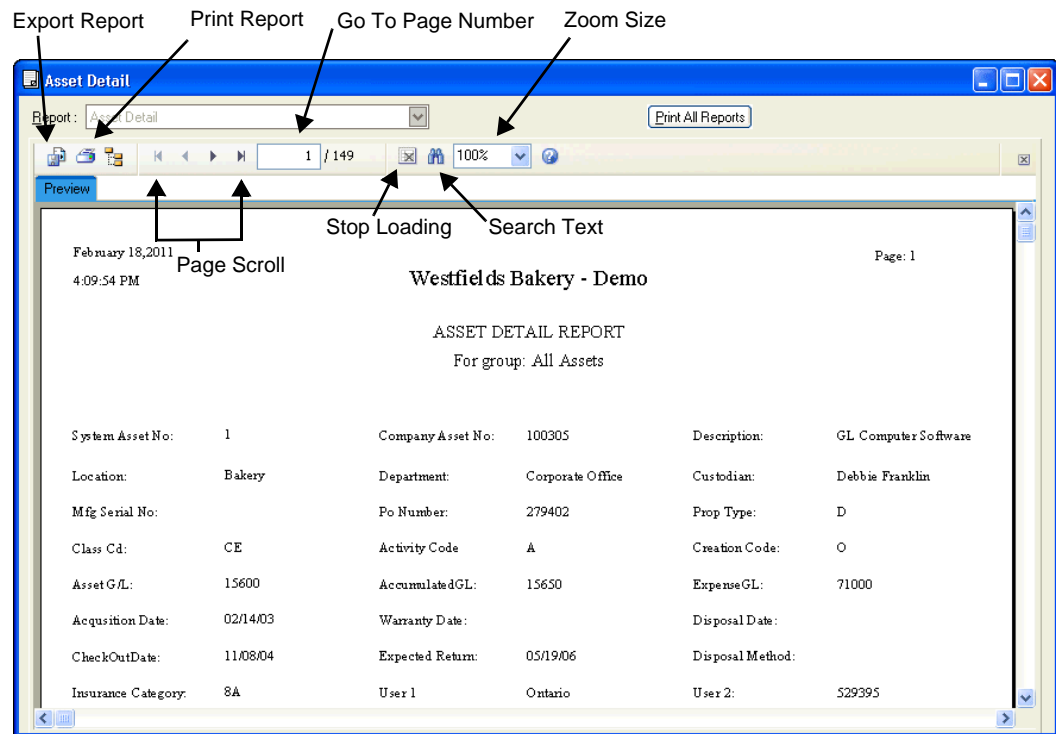 Export Report Print Report Go To Page Number Zoom Size
Asset Detail
Report : Asset Detail Print All Reports
1 / 149 100%
Preview
Stop Loading Search Text
Page Scroll
February 18,2011 Page: 1
4:09:54 PM Westfields Bakery - Demo
ASSET DETAIL REPORT
For group: All Assets
System Asset No: 1 Company Asset No: 100305 Description: GL Computer Software
Location: Bakery Department: Corporate Office Custodian: Debbie Franklin
Mfg Serial No: Po Number: 279402 Prop Type: D
Class Cd: CE Activity Code A Creation Code: O
Asset G/L: 15600 AccumulatedGL: 15650 ExpenseGL: 71000
Acqusition Date: 02/14/03 Warranty Date: Disposal Date:
CheckOutDate: 11/08/04 Expected Return: 05/19/06 Disposal Method:
Insurance Category: 8A User 1 Ontario User 2: 529395